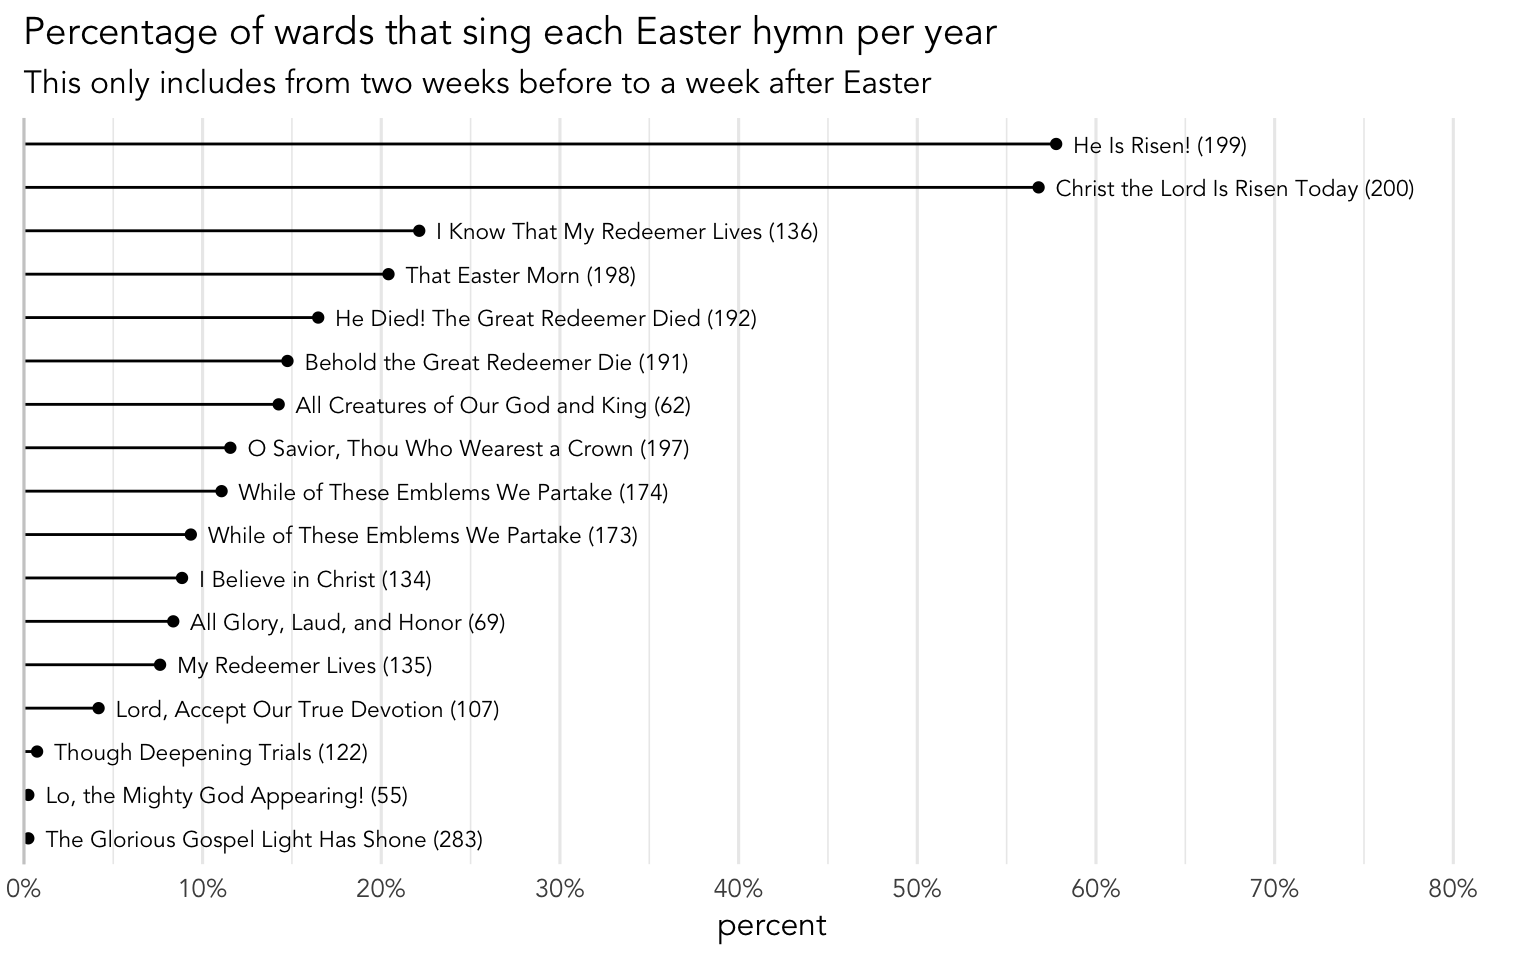 Percentage of wards that sing each Easter hymn per year
This only includes from two weeks before to a week after Easter
He Is Risen! (199)
Christ the Lord Is Risen Today (200)
I Know That My Redeemer Lives (136)
That Easter Morn (198)
He Died! The Great Redeemer Died (192)
Behold the Great Redeemer Die (191)
All Creatures of Our God and King (62)
O Savior, Thou Who Wearest a Crown (197)
While of These Emblems We Partake (174)
While of These Emblems We Partake (173)
I Believe in Christ (134)
All Glory, Laud, and Honor (69)
My Redeemer Lives (135)
Lord, Accept Our True Devotion (107)
Though Deepening Trials (122)
Lo, the Mighty God Appearing! (55)
The Glorious Gospel Light Has Shone (283)
0% 10% 20% 30% 40% 50% 60% 70% 80%
percent